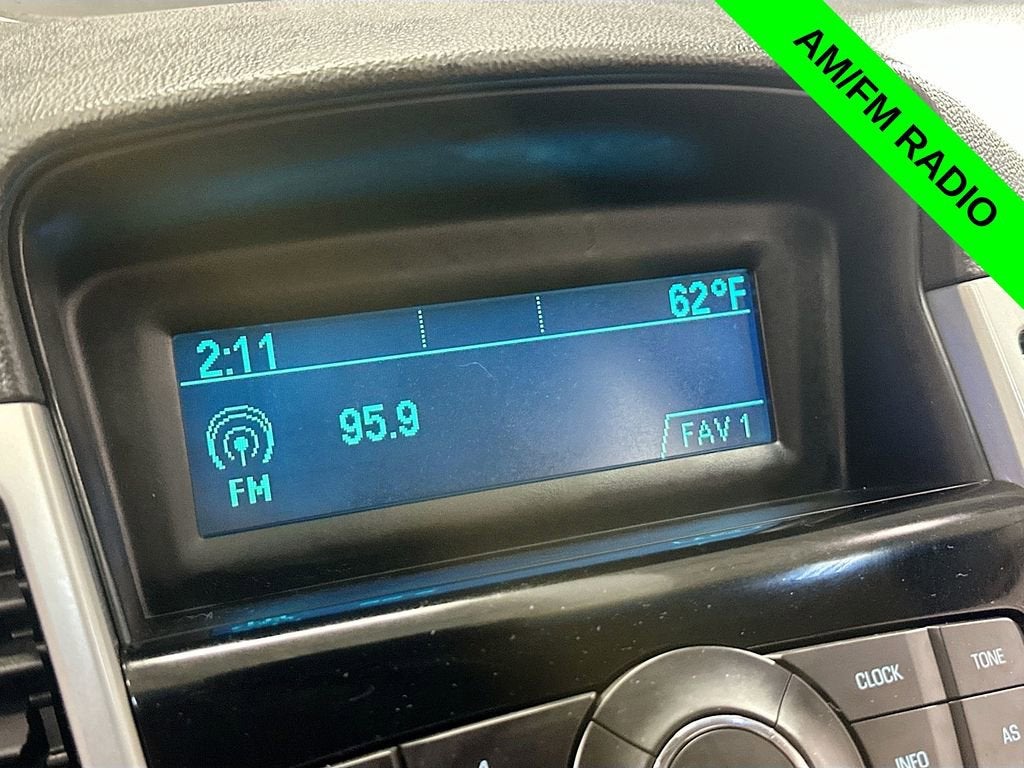 AM/FM RADIO
2:11
62°F
95.9
FM
FAV 1
CLOCK
TONE
INFO
AS